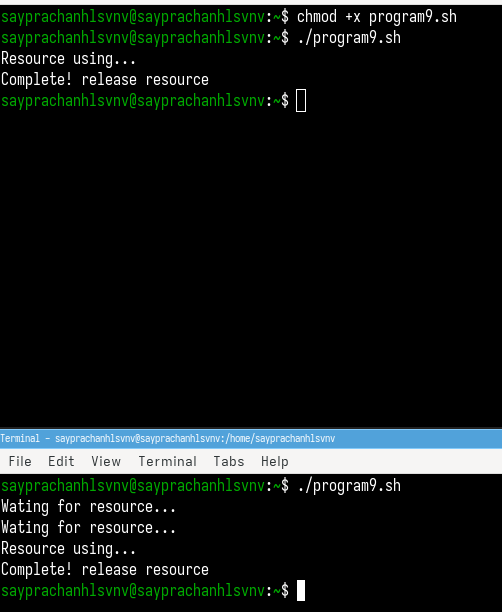 sayprachanhlsvnv@sayprachanhlsvnv:~$ chmod +x program9.sh
sayprachanhlsvnv@sayprachanhlsvnv:~$ ./program9.sh
Resource using...
Complete! release resource
sayprachanhlsvnv@sayprachanhlsvnv:~$
Terminal - sayprachanhlsvnv@sayprachanhlsvnv:/home/sayprachanhlsvnv
File Edit View Terminal Tabs Help
sayprachanhlsvnv@sayprachanhlsvnv:~$ ./program9.sh
Wating for resource...
Wating for resource...
Resource using...
Complete! release resource
sayprachanhlsvnv@sayprachanhlsvnv:~$